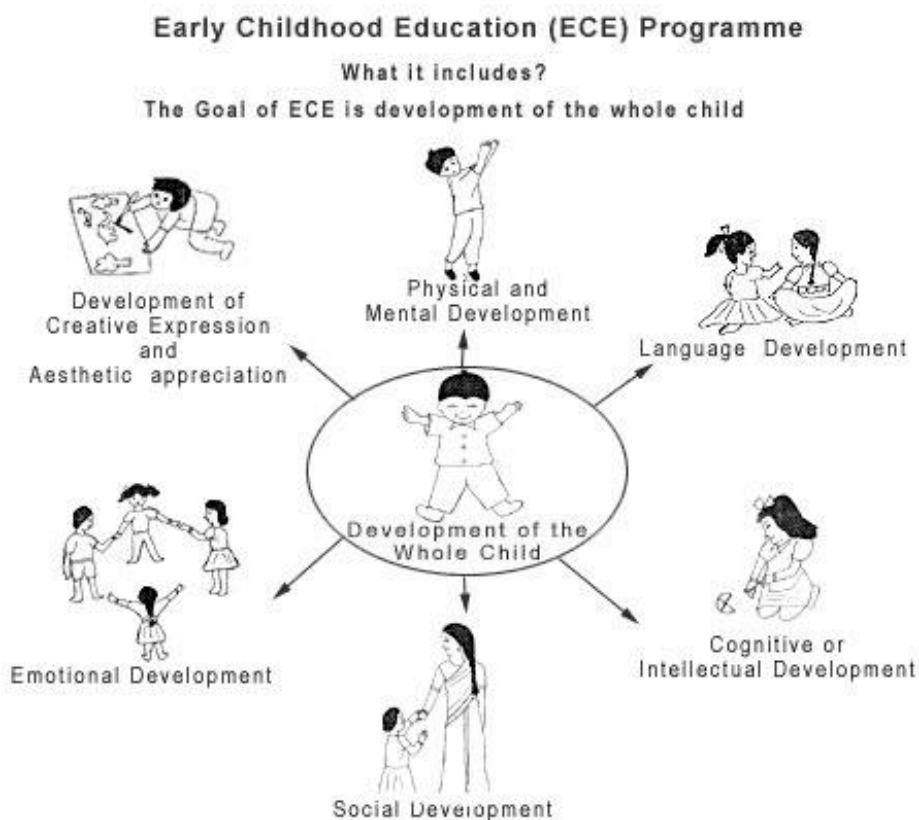 Early Childhood Education (ECE) Programme
What it includes?
The Goal of ECE is development of the whole child
Development of
Creative Expression
and
Aesthetic appreciation
Physical and
Mental Development
Language Development
Development of the
Whole Child
Emotional Development
Cognitive or
Intellectual Development
Social Development